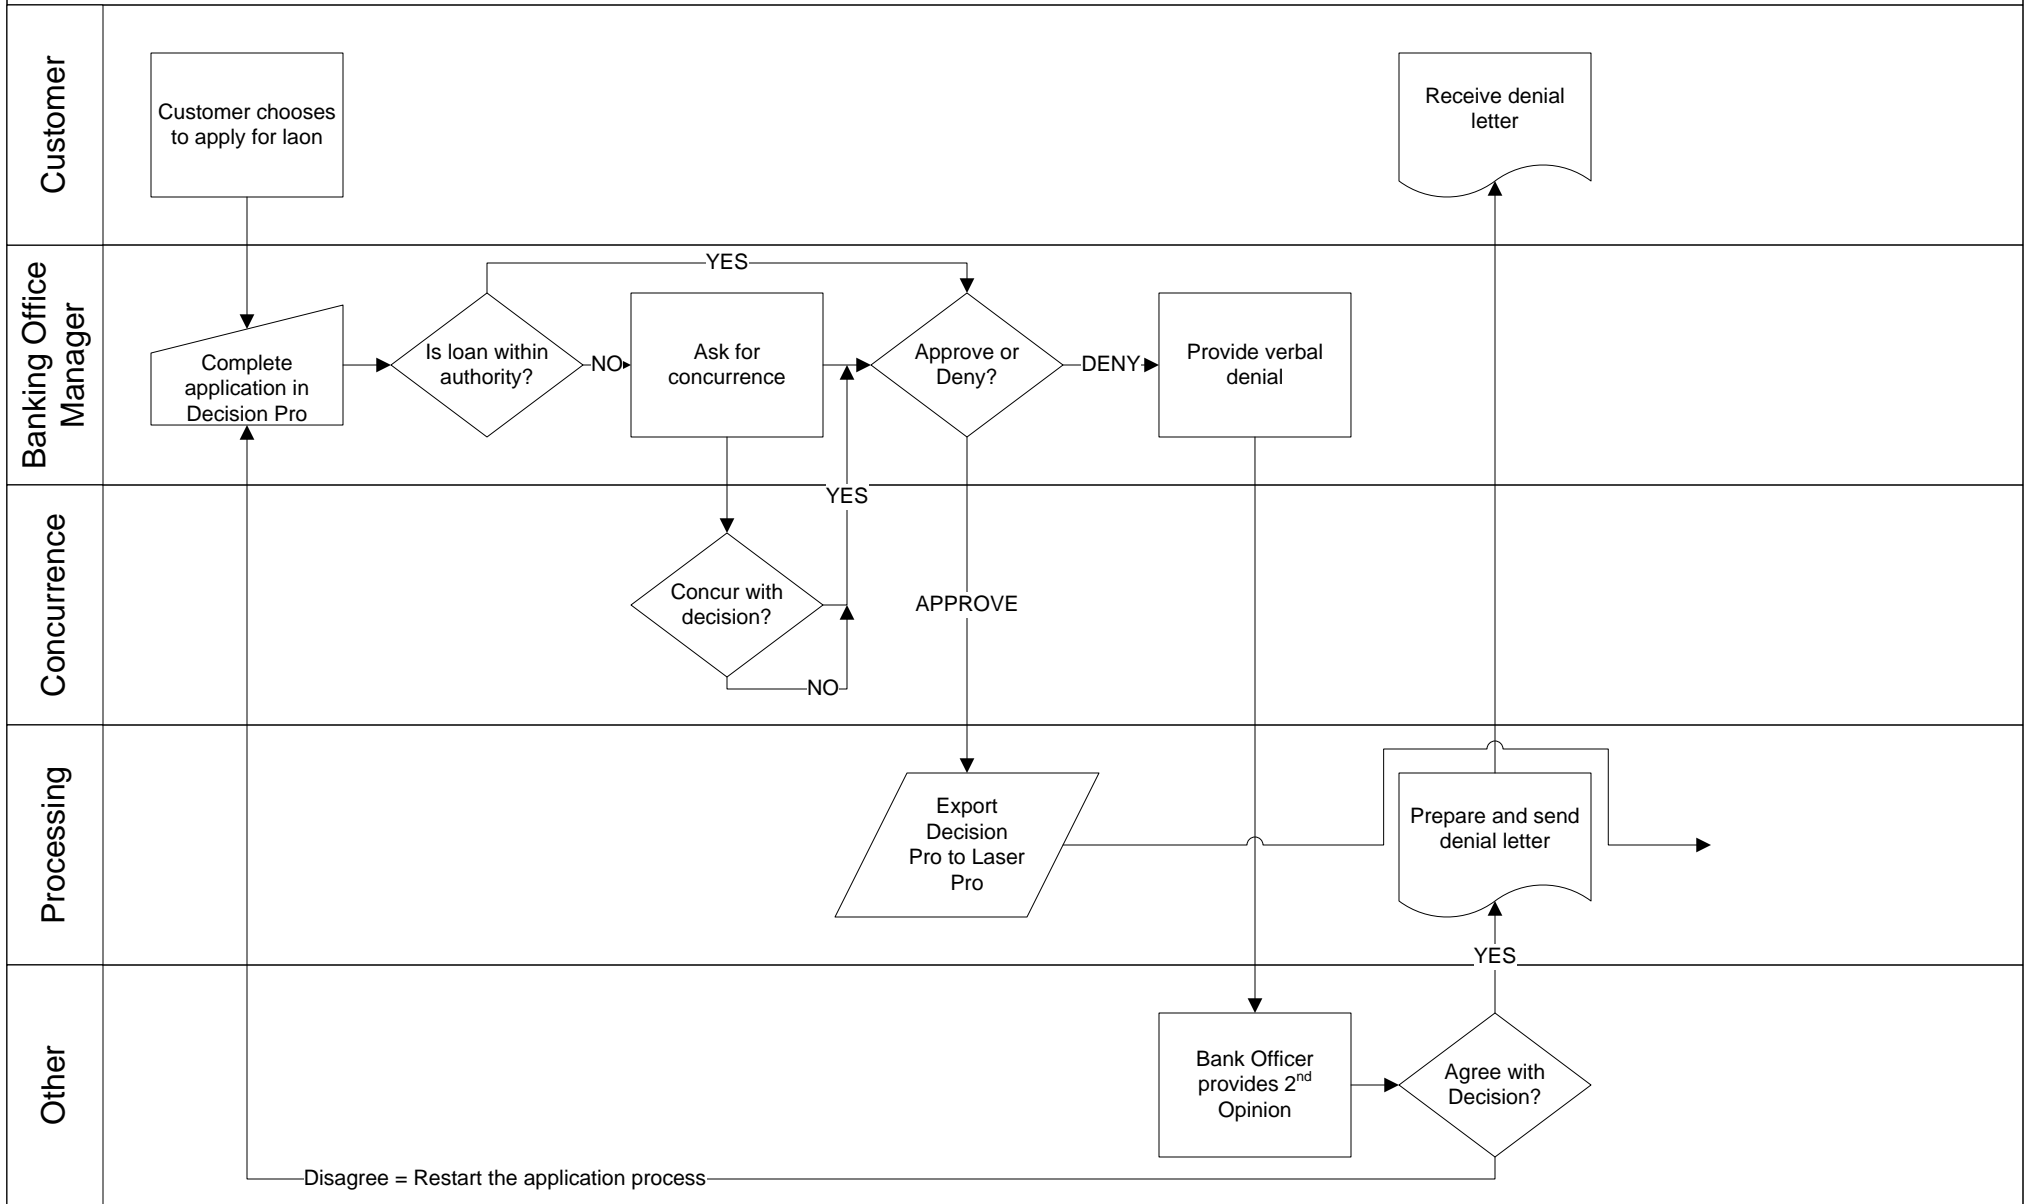 Customer
Customer chooses
to apply for laon
Receive denial
letter
Banking Office
Manager
YES
Complete
application in
Decision Pro
Is loan within
authority?
NO
Ask for
concurrence
Approve or
Deny?
DENY
Provide verbal
denial
Concurrence
YES
Concur with
decision?
NO
APPROVE
Processing
Export
Decision
Pro to Laser
Pro
Prepare and send
denial letter
YES
Other
Bank Officer
provides 2nd
Opinion
Agree with
Decision?
Disagree = Restart the application process